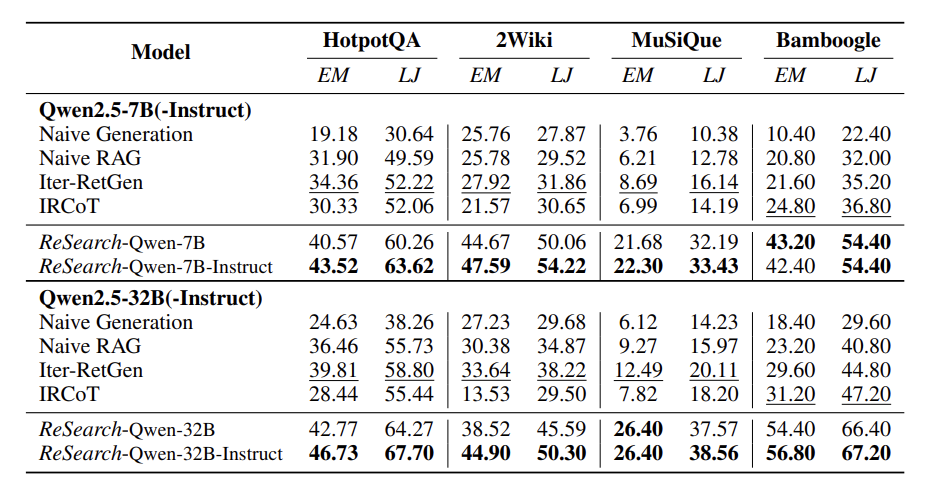 Model HotpotQA 2Wiki MuSiQue Bamboogle
EM LJ EM LJ EM LJ EM LJ
Qwen2.5-7B(-Instruct)
Naive Generation 19.18 30.64 25.76 27.87 3.76 10.38 10.40 22.40
Naive RAG 31.90 49.59 25.78 29.52 6.21 12.78 20.80 32.00
Iter-RetGen 34.36 52.22 27.92 31.86 8.69 16.14 21.60 35.20
IRCoT 30.33 52.06 21.57 30.65 6.99 14.19 24.80 36.80
ReSearch-Qwen-7B 40.57 60.26 44.67 50.06 21.68 32.19 43.20 54.40
ReSearch-Qwen-7B-Instruct 43.52 63.62 47.59 54.22 22.30 33.43 42.40 54.40
Qwen2.5-32B(-Instruct)
Naive Generation 24.63 38.26 27.23 29.68 6.12 14.23 18.40 29.60
Naive RAG 36.46 55.73 30.38 34.87 9.27 15.97 23.20 40.80
Iter-RetGen 39.81 58.80 33.64 38.22 12.49 20.11 29.60 44.80
IRCoT 28.44 55.44 13.53 29.50 7.82 18.20 31.20 47.20
ReSearch-Qwen-32B 42.77 64.27 38.52 45.59 26.40 37.57 54.40 66.40
ReSearch-Qwen-32B-Instruct 46.73 67.70 44.90 50.30 26.40 38.56 56.80 67.20